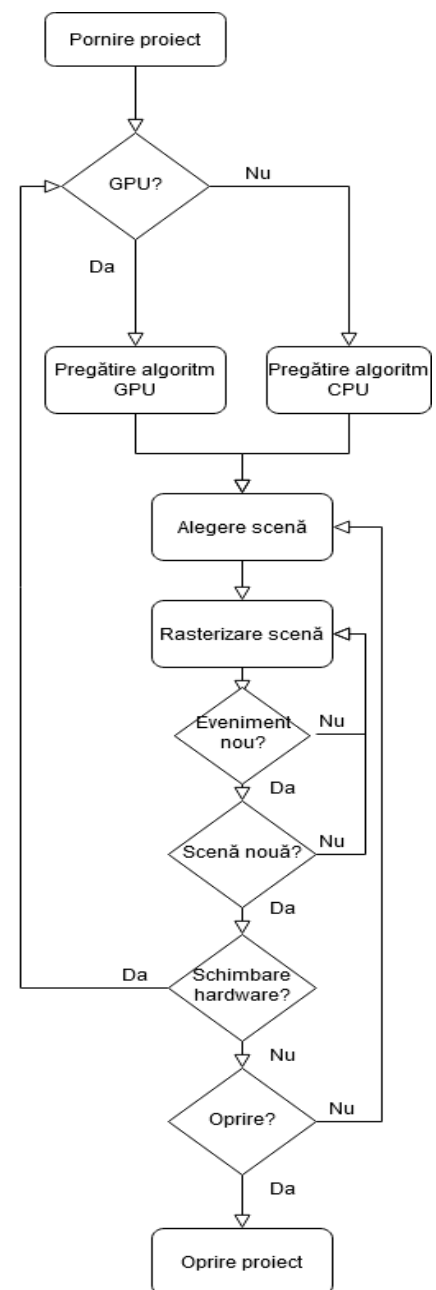 Pornire proiect
GPU?
Nu
Da
Pregătire algoritm
GPU
Pregătire algoritm
CPU
Alegere scenă
Rasterizare scenă
Eveniment
nou?
Nu
Da
Scenă nouă?
Nu
Da
Da
Schimbare
hardware?
Nu
Oprire?
Nu
Da
Oprire proiect